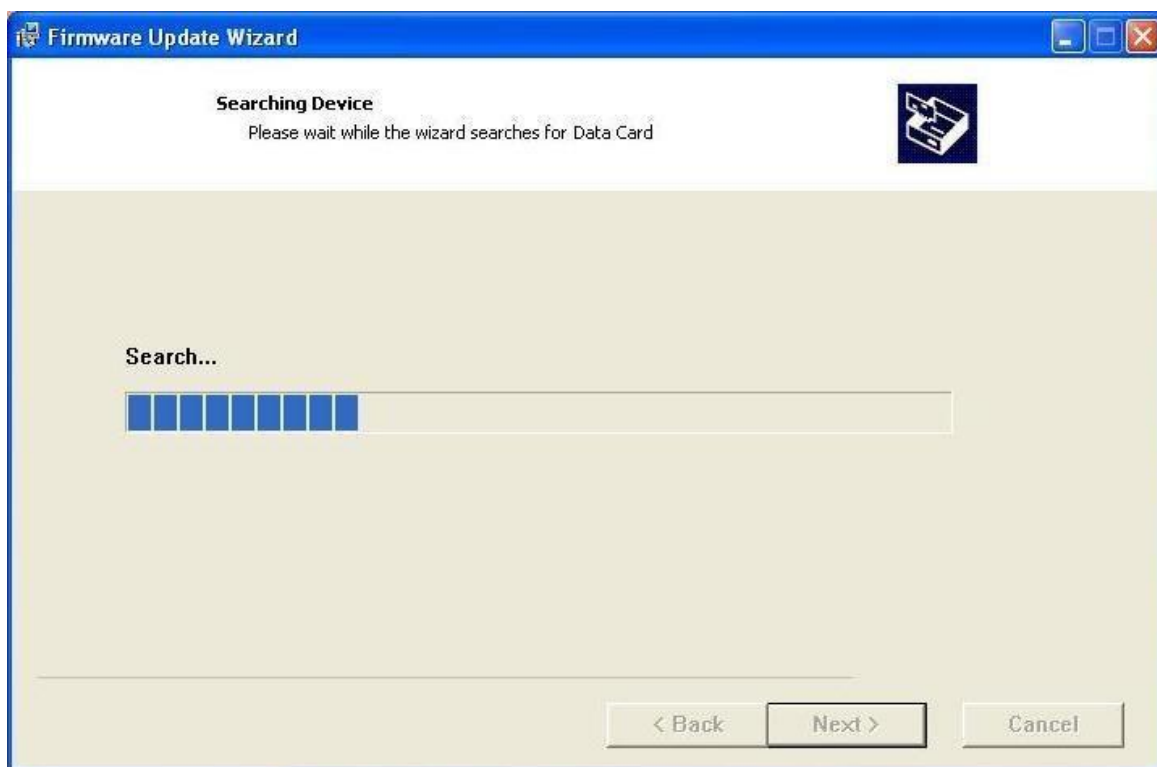 Firmware Update Wizard
Searching Device
Please wait while the wizard searches for Data Card
Search...
< Back Next > Cancel